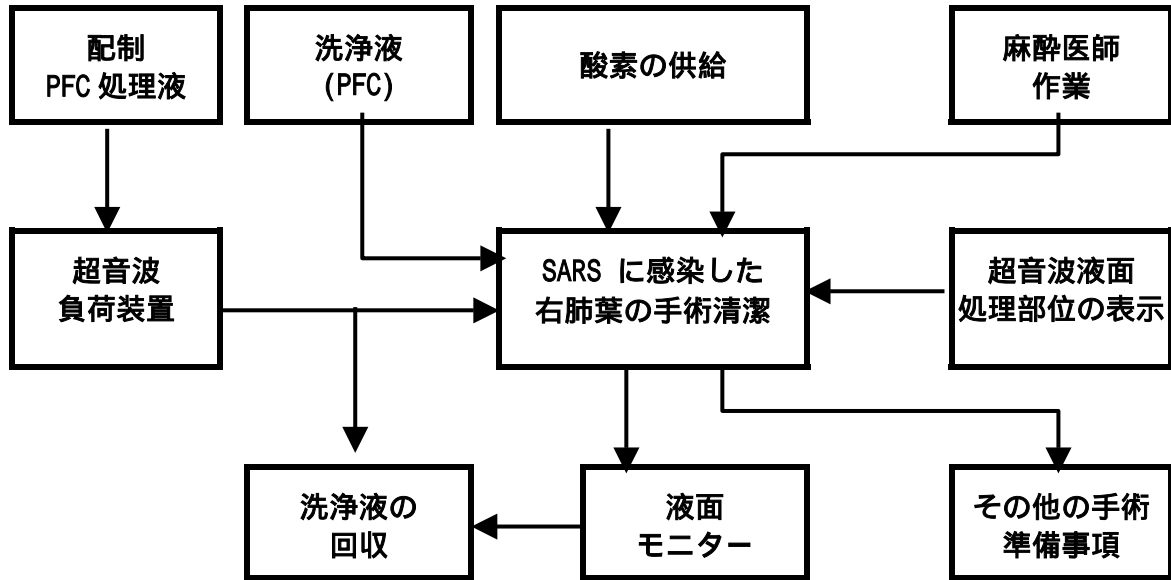 配制
PFC 処理液
洗浄液
(PFC)
酸素の供給
麻酔医師
作業
超音波
負荷装置
SARS に感染した
右肺葉の手術清潔
超音波液面
処理部位の表示
洗浄液の
回収
液面
モニター
その他の手術
準備事項